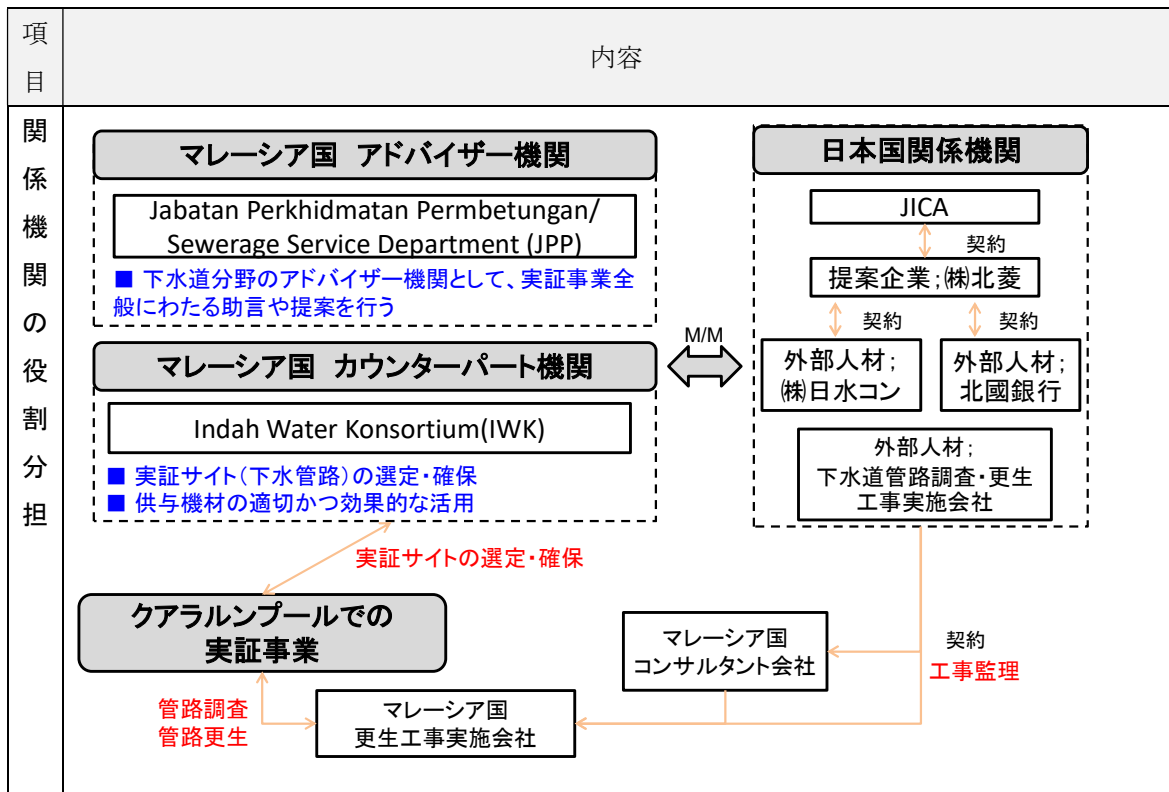 項目
内容
関係機関の役割分担
マレーシア国 アドバイザー機関
Jabatan Perkhidmatan Permbetungan/
Sewerage Service Department (JPP)
■ 下水道分野のアドバイザー機関として、実証事業全
般にわたる助言や提案を行う
マレーシア国 カウンターパート機関
Indah Water Konsortium(IWK)
■ 実証サイト(下水管路)の選定・確保
■ 供与機材の適切かつ効果的な活用
M/M
日本国関係機関
JICA
契約
提案企業;㈱北菱
契約
契約
外部人材;
㈱日水コン
外部人材;
北國銀行
外部人材;
下水道管路調査・更生
工事実施会社
実証サイトの選定・確保
クアラルンプールでの
実証事業
マレーシア国
コンサルタント会社
契約
工事監理
管路調査
管路更生
マレーシア国
更生工事実施会社